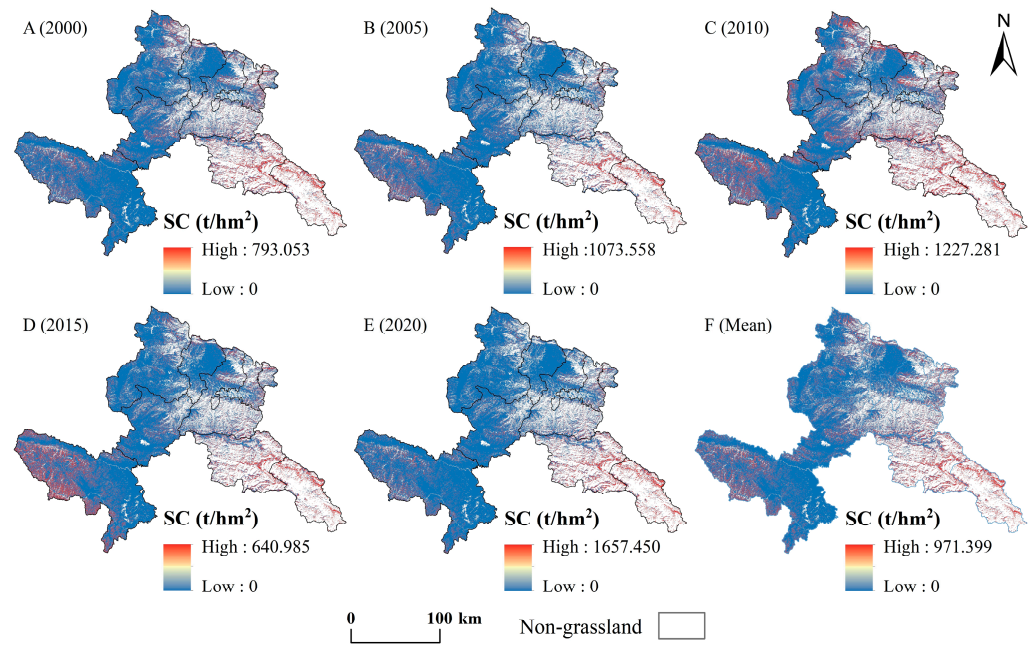 A (2000)
B (2005)
C (2010)
N
SC (t/hm²)
High : 793.053
Low : 0
SC (t/hm²)
High :1073.558
Low : 0
SC (t/hm²)
High : 1227.281
Low : 0
D (2015)
E (2020)
F (Mean)
SC (t/hm²)
High : 640.985
Low : 0
SC (t/hm²)
High : 1657.450
Low : 0
SC (t/hm²)
High : 971.399
Low : 0
0 100 km
Non-grassland